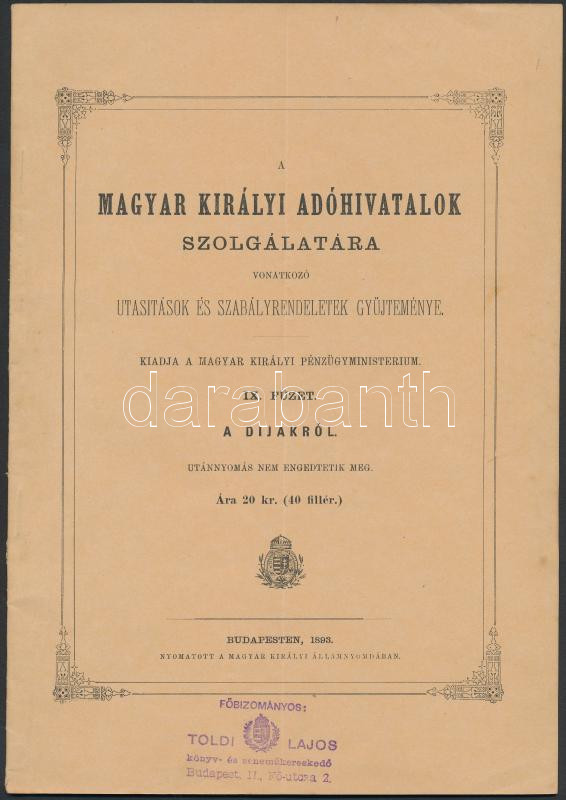 A
MAGYAR KIRÁLYI ADÓHIVATALOK
SZOLGÁLATÁRA
VONATKOZÓ
UTASITÁSOK ÉS SZABÁLYRENDELETEK GYŰJTEMÉNYE.
KIADJA A MAGYAR KIRÁLYI PÉNZÜGYMINISTERIUM.
IX. FÜZET.
darabanth
A DIJAKRÓL.
UTÁNNYOMÁS NEM ENGEDTETIK MEG.
Ára 20 kr. (40 fillér.)
BUDAPESTEN, 1893.
NYOMATOTT A MAGYAR KIRÁLYI ÁLLAMNYOMDÁBAN.
FŐBIZOMÁNYOS:
TOLDI LAJOS
könyv- és zeneműkereskedő
Budapest, II., Fő-utcza 2.